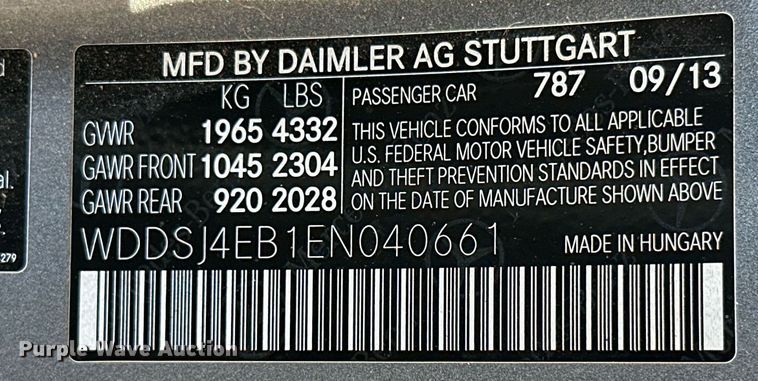 MFD BY DAIMLER AG STUTTGART
KG LBS
PASSENGER CAR 787 09/13
GVWR 1965 4332
GAWR FRONT 1045 2304
GAWR REAR 920 2028
THIS VEHICLE CONFORMS TO ALL APPLICABLE
U.S. FEDERAL MOTOR VEHICLE SAFETY,BUMPER
AND THEFT PREVENTION STANDARDS IN EFFECT
ON THE DATE OF MANUFACTURE SHOWN ABOVE
WDDSJ4EB1EN040661
MADE IN HUNGARY
Purple Wave Auction